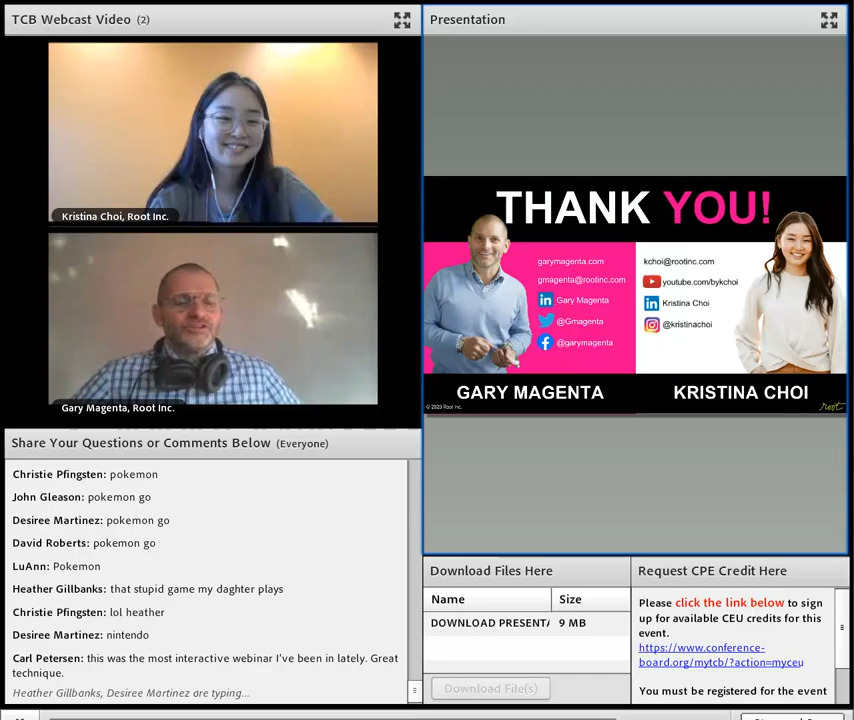 TCB Webcast Video (2)
Kristina Choi, Root Inc.
Gary Magenta, Root Inc.
Share Your Questions or Comments Below (Everyone)
Christie Pfingsten: pokemon
John Gleason: pokemon go
Desiree Martinez: pokemon go
David Roberts: pokemon go
LuAnn: Pokemon
Heather Gillbanks: that stupid game my daghter plays
Christie Pfingsten: lol heather
Desiree Martinez: nintendo
Carl Petersen: this was the most interactive webinar I've been in lately. Great
technique.
Heather Gillbanks, Desiree Martinez are typing...
Presentation
THANK YOU!
garymagenta.com
gmagenta@rootinc.com
in Gary Magenta
@Gmagenta
@garymagenta
kchoi@rootinc.com
youtube.com/bykchoi
in Kristina Choi
@kristinachoi
GARY MAGENTA
KRISTINA CHOI
© 2020 Root Inc.
root
Download Files Here
Name Size
DOWNLOAD PRESENTA 9 MB
Download File(s)
Request CPE Credit Here
Please click the link below to sign
up for available CEU credits for this
event.
https://www.conference-
board.org/mytcb/?action=myceu
You must be registered for the event